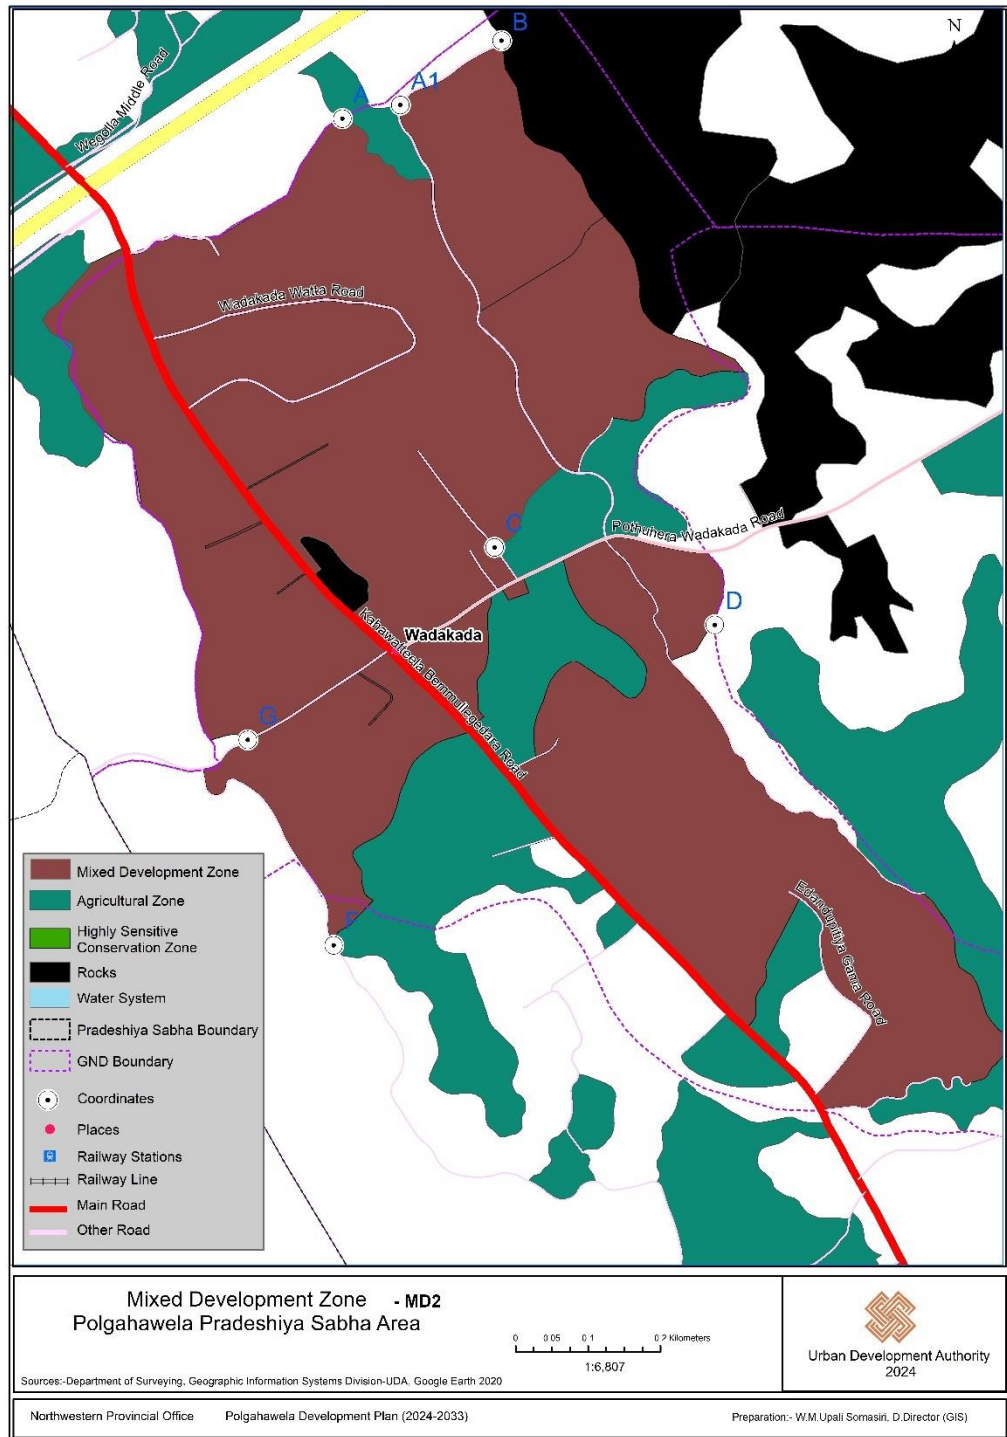 B
N
A1
A
Wegolla Middle Road
Wadakada Watta Road
C
Pothuhera Wadakada Road
D
Kabawatteela Bemmullegedara Road
Wadakada
G
F
Edandupitiya Gama Road
Mixed Development Zone
Agricultural Zone
Highly Sensitive
Conservation Zone
Rocks
Water System
Pradeshiya Sabha Boundary
GND Boundary
Coordinates
Places
Railway Stations
Railway Line
Main Road
Other Road
Mixed Development Zone - MD2
Polgahawela Pradeshiya Sabha Area
0 0 05 0 1 0 2 Kilometers
1:6,807
Sources:-Department of Surveying, Geographic Information Systems Division-UDA, Google Earth 2020
Urban Development Authority
2024
Northwestern Provincial Office Polgahawela Development Plan (2024-2033) Preparation:- W.M.Upali Somasiri. D.Director (GIS)